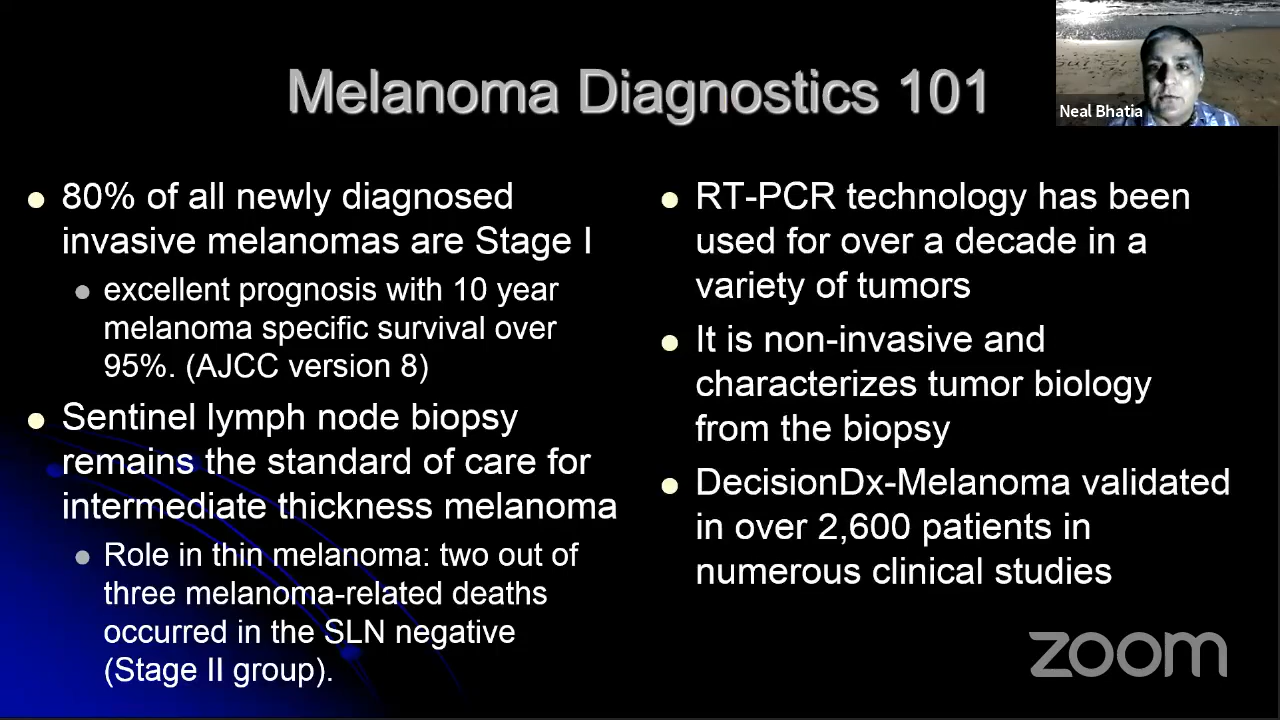 Melanoma Diagnostics 101
Neal Bhatia
80% of all newly diagnosed
invasive melanomas are Stage I
excellent prognosis with 10 year
melanoma specific survival over
95%. (AJCC version 8)
Sentinel lymph node biopsy
remains the standard of care for
intermediate thickness melanoma
Role in thin melanoma: two out of
three melanoma-related deaths
occurred in the SLN negative
(Stage II group).
RT-PCR technology has been
used for over a decade in a
variety of tumors
It is non-invasive and
characterizes tumor biology
from the biopsy
DecisionDx-Melanoma validated
in over 2,600 patients in
numerous clinical studies
zoom